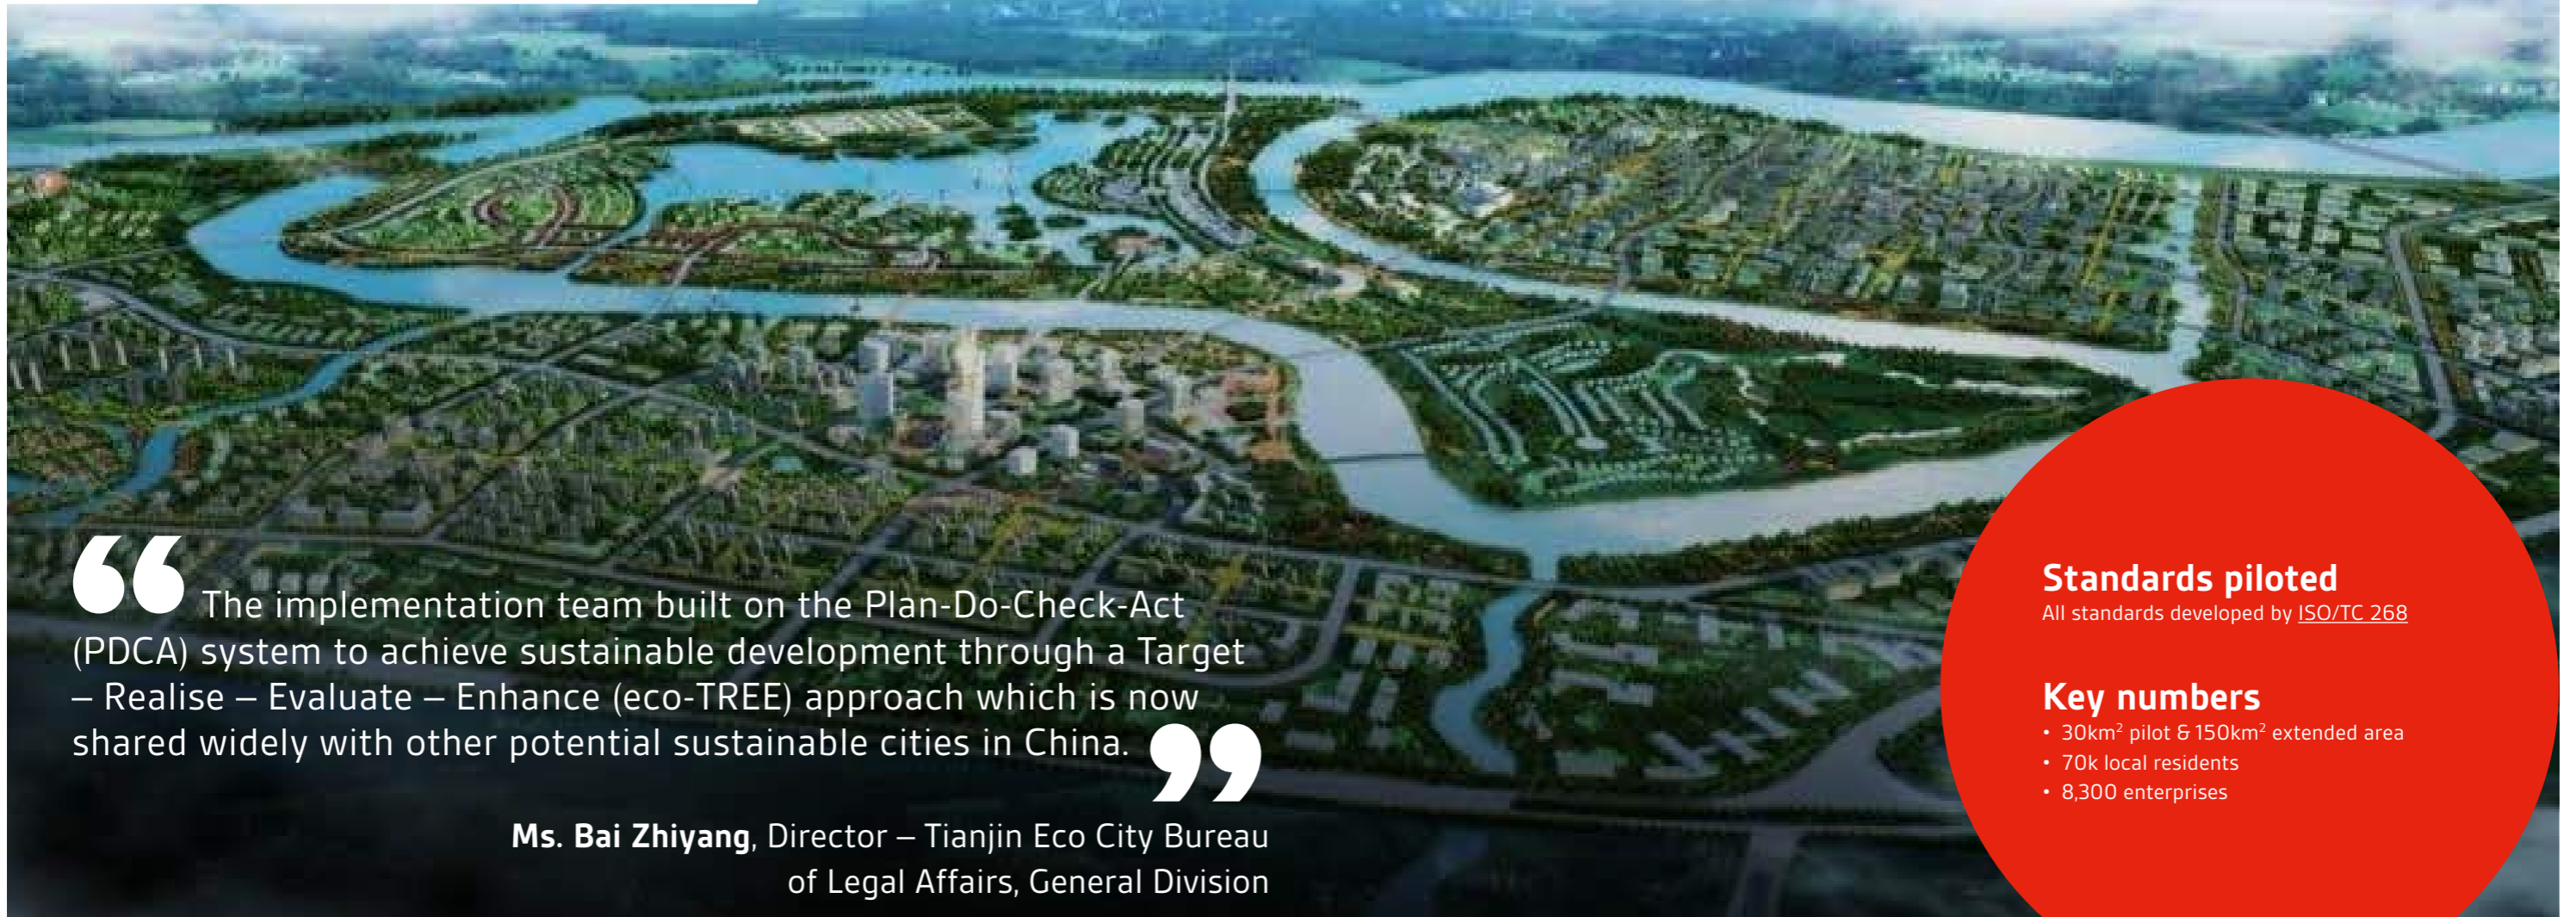 “ The implementation team built on the Plan-Do-Check-Act
(PDCA) system to achieve sustainable development through a Target
– Realise – Evaluate – Enhance (eco-TREE) approach which is now
shared widely with other potential sustainable cities in China. ”
Ms. Bai Zhiyang, Director – Tianjin Eco City Bureau
of Legal Affairs, General Division
Standards piloted
All standards developed by ISO/TC 268
Key numbers
• 30km² pilot & 150km² extended area
• 70k local residents
• 8,300 enterprises